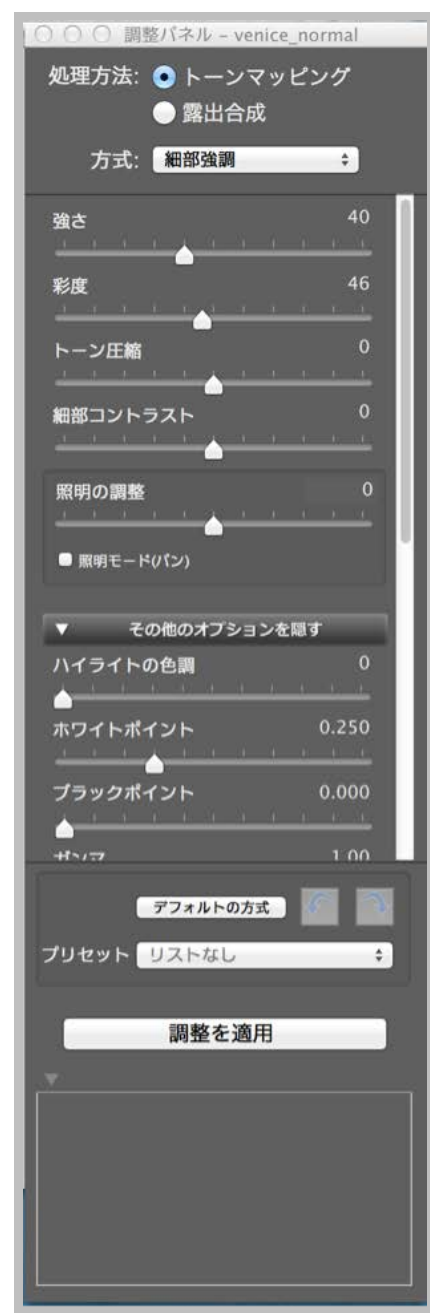 調整パネル – venice_normal
処理方法: トーンマッピング
露出合成
方式: 細部強調
強さ 40
彩度 46
トーン圧縮 0
細部コントラスト 0
照明の調整 0
照明モード(バン)
▼ その他のオプションを隠す
ハイライトの色調 0
ホワイトポイント 0.250
ブラックポイント 0.000
ガンマ 1.00
デフォルトの方式
プリセット リストなし
調整を適用